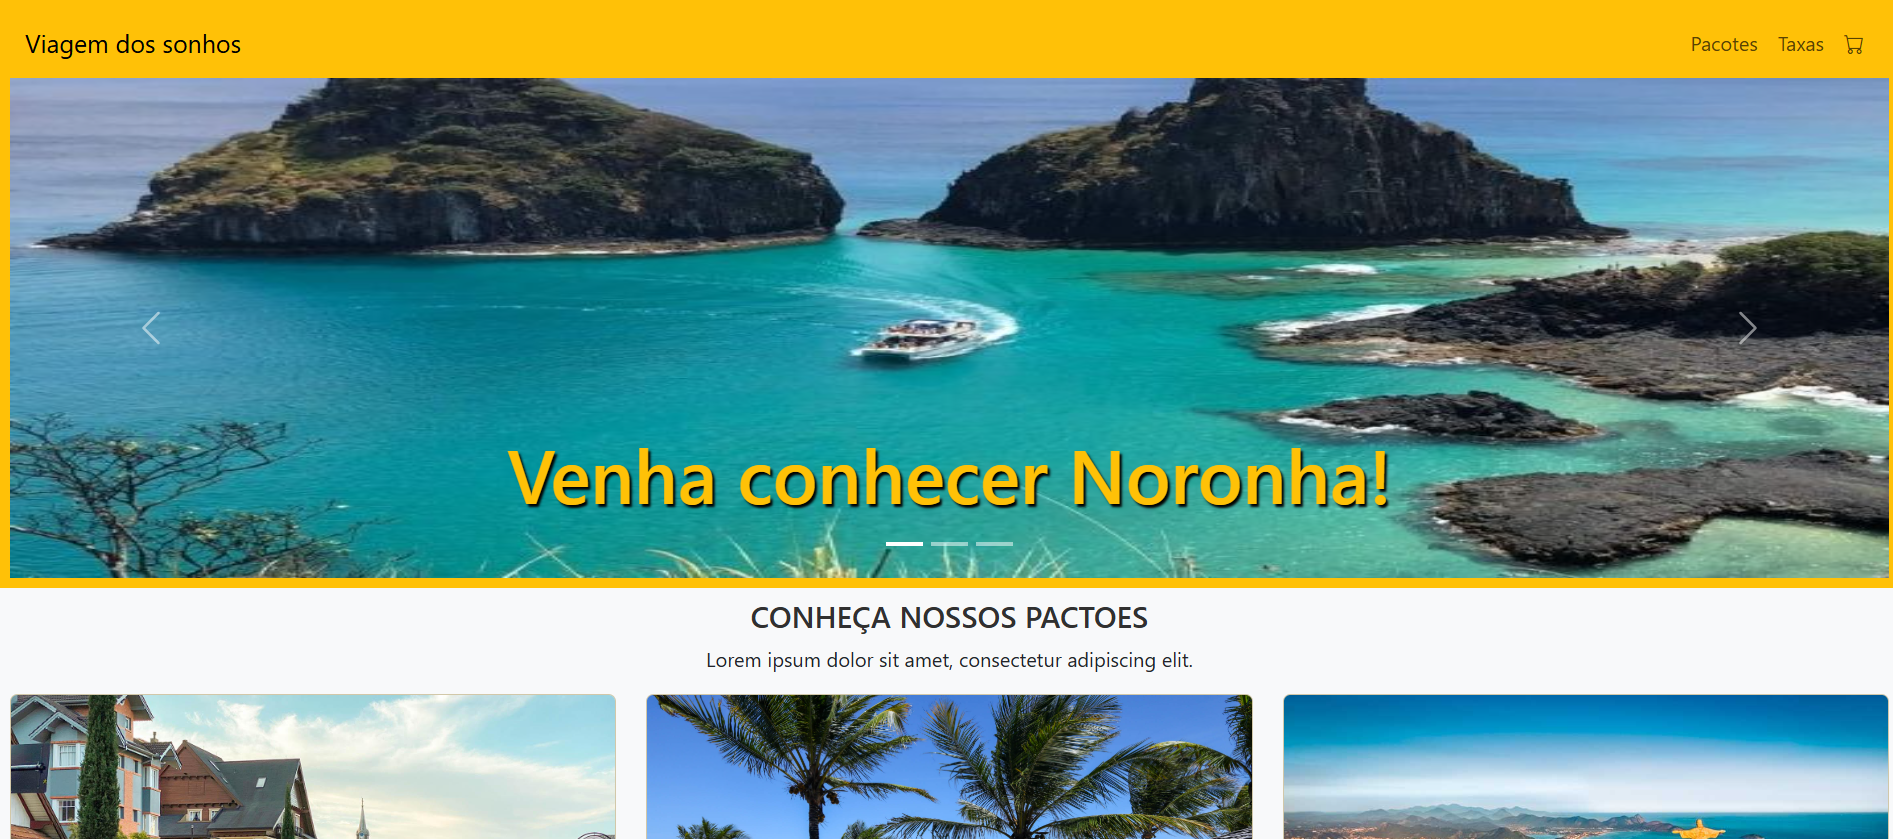 Viagem dos sonhos
Pacotes Taxas
Venha conhecer Noronha!
CONHEÇA NOSSOS PACTOES
Lorem ipsum dolor sit amet, consectetur adipiscing elit.